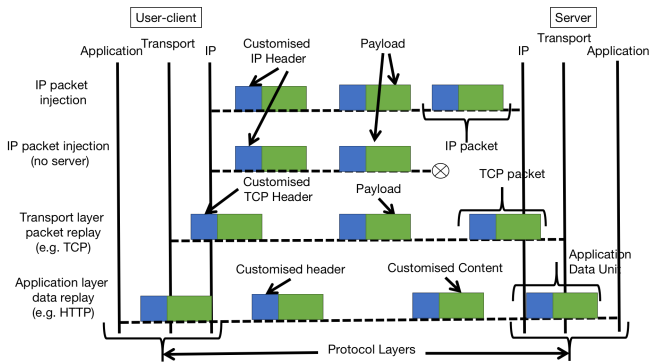 User-client
Server
Application
Transport
IP
Customised
IP Header
Payload
IP
Transport
Application
IP packet
injection
IP packet
IP packet injection
(no server)
Customised
TCP Header
Payload
TCP packet
Transport layer
packet replay
(e.g. TCP)
Application
Data Unit
Application layer
data replay
(e.g. HTTP)
Customised header
Customised Content
Protocol Layers